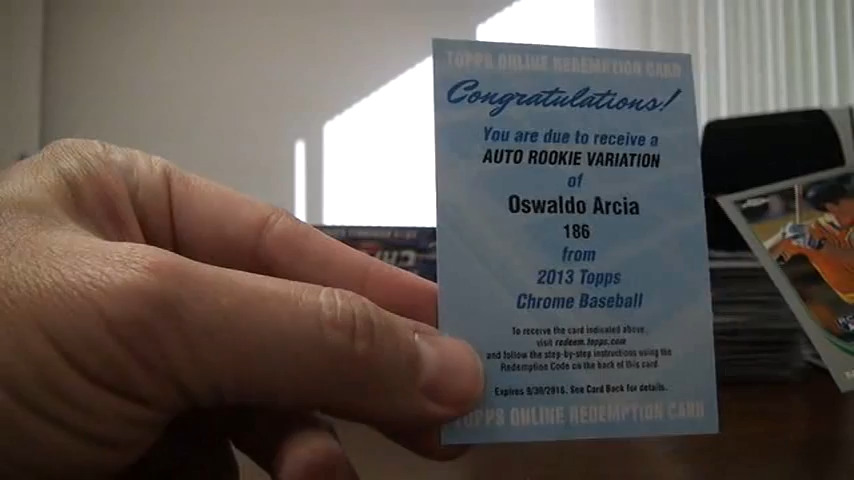 TOPPS ONLINE REDEMPTION CARD
Congratulations!
You are due to receive a
AUTO ROOKIE VARIATION
of
Oswaldo Arcia
186
from
2013 Topps
Chrome Baseball
To receive the card indicated above,
visit redeem.topps.com
and follow the step-by-step instructions using the
Redemption Code on the back of this card.
Expires 9/30/2016. See Card Back for details.
TOPPS ONLINE REDEMPTION CARD